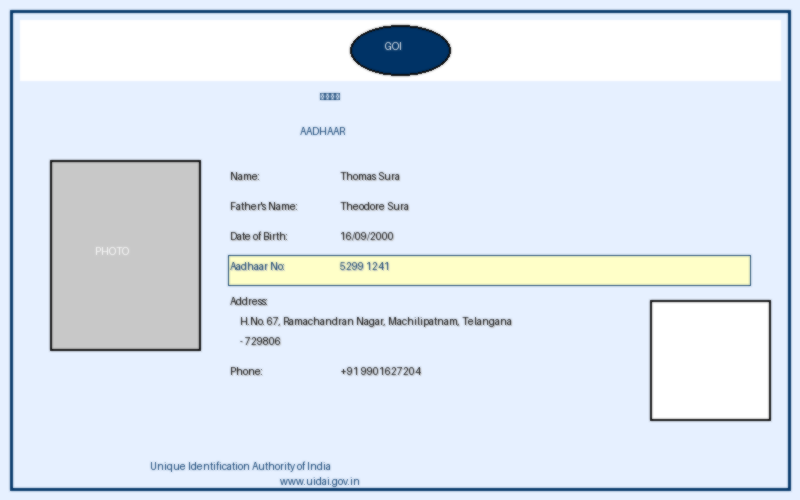 GOI
AADHAAR
PHOTO
Name: Thomas Sura
Father's Name: Theodore Sura
Date of Birth: 16/09/2000
Aadhaar No: 5299 1241
Address:
H.No. 67, Ramachandran Nagar, Machilipatnam, Telangana
- 729806
Phone: +91 9901627204
Unique Identification Authority of India
www.uidai.gov.in